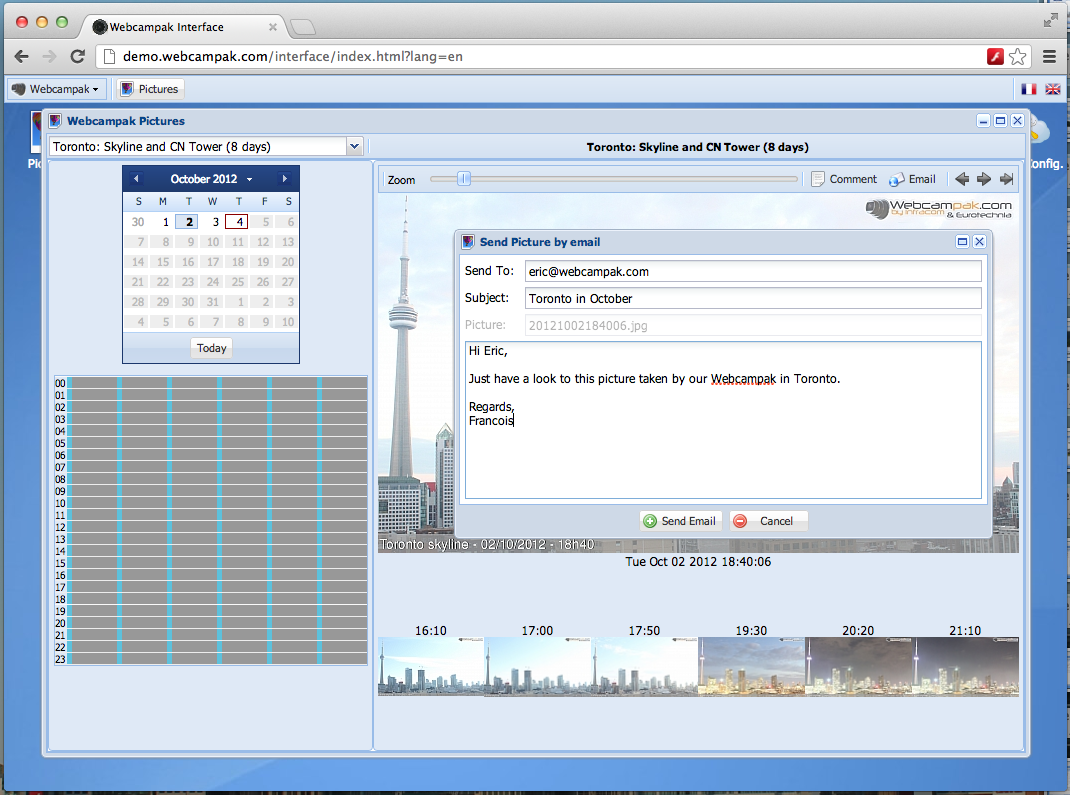 Webcampak Interface
demo.webcampak.com/interface/index.html?lang=en
Webcampak
Pictures
Webcampak Pictures
Config.
Toronto: Skyline and CN Tower (8 days)
Toronto: Skyline and CN Tower (8 days)
October 2012
S M T W T F S
30 1 2 3 4 5 6
7 8 9 10 11 12 13
14 15 16 17 18 19 20
21 22 23 24 25 26 27
28 29 30 31 1 2 3
4 5 6 7 8 9 10
Today
00
01
02
03
04
05
06
07
08
09
10
11
12
13
14
15
16
17
18
19
20
21
22
23
Zoom
Comment
Email
Webcampak.com
by infracom & Eurotechnia
Send Picture by email
Send To: eric@webcampak.com
Subject: Toronto in October
Picture: 20121002184006.jpg
Hi Eric,
Just have a look to this picture taken by our Webcampak in Toronto.
Regards,
Francois
Send Email
Cancel
Toronto skyline - 02/10/2012 - 18h40
Tue Oct 02 2012 18:40:06
16:10 17:00 17:50 19:30 20:20 21:10